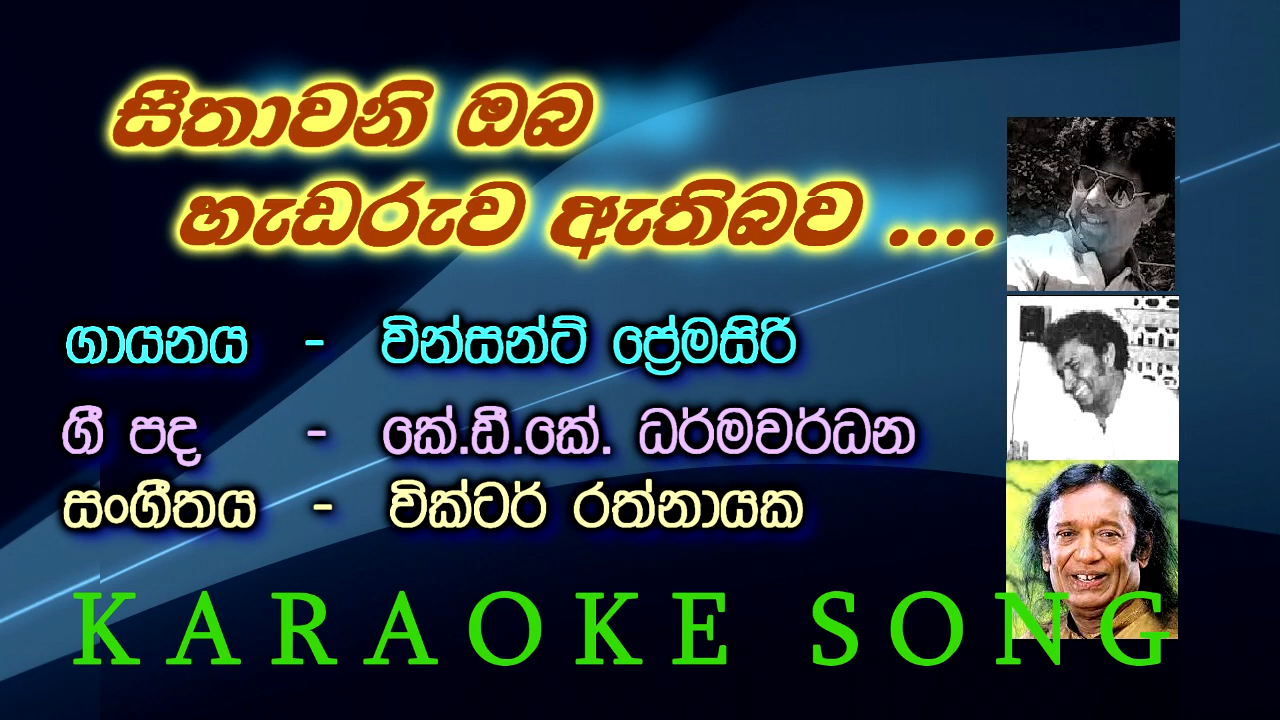 සීතාවනි ඔබ
හැඩරුව ඇතිබව ....
ගායනය - වින්සන්ට් ප්‍රේමසිරි
ගී පද - කේ.ඩී.කේ. ධර්මවර්ධන
සංගීතය - වික්ටර් රත්නායක
KARAOKE SONG